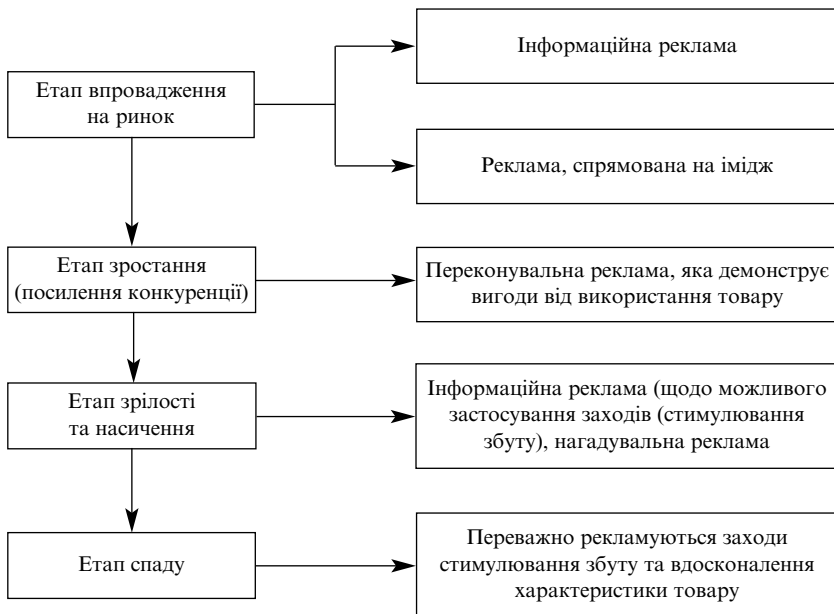 Інформаційна реклама
Етап впровадження
на ринок
Реклама, спрямована на імідж
Етап зростання
(посилення конкуренції)
Переконувальна реклама, яка демонструє
вигоди від використання товару
Етап зрілості
та насичення
Інформаційна реклама (щодо можливого
застосування заходів (стимулювання
збуту), нагадувальна реклама
Етап спаду
Переважно рекламуються заходи
стимулювання збуту та вдосконалення
характеристики товару